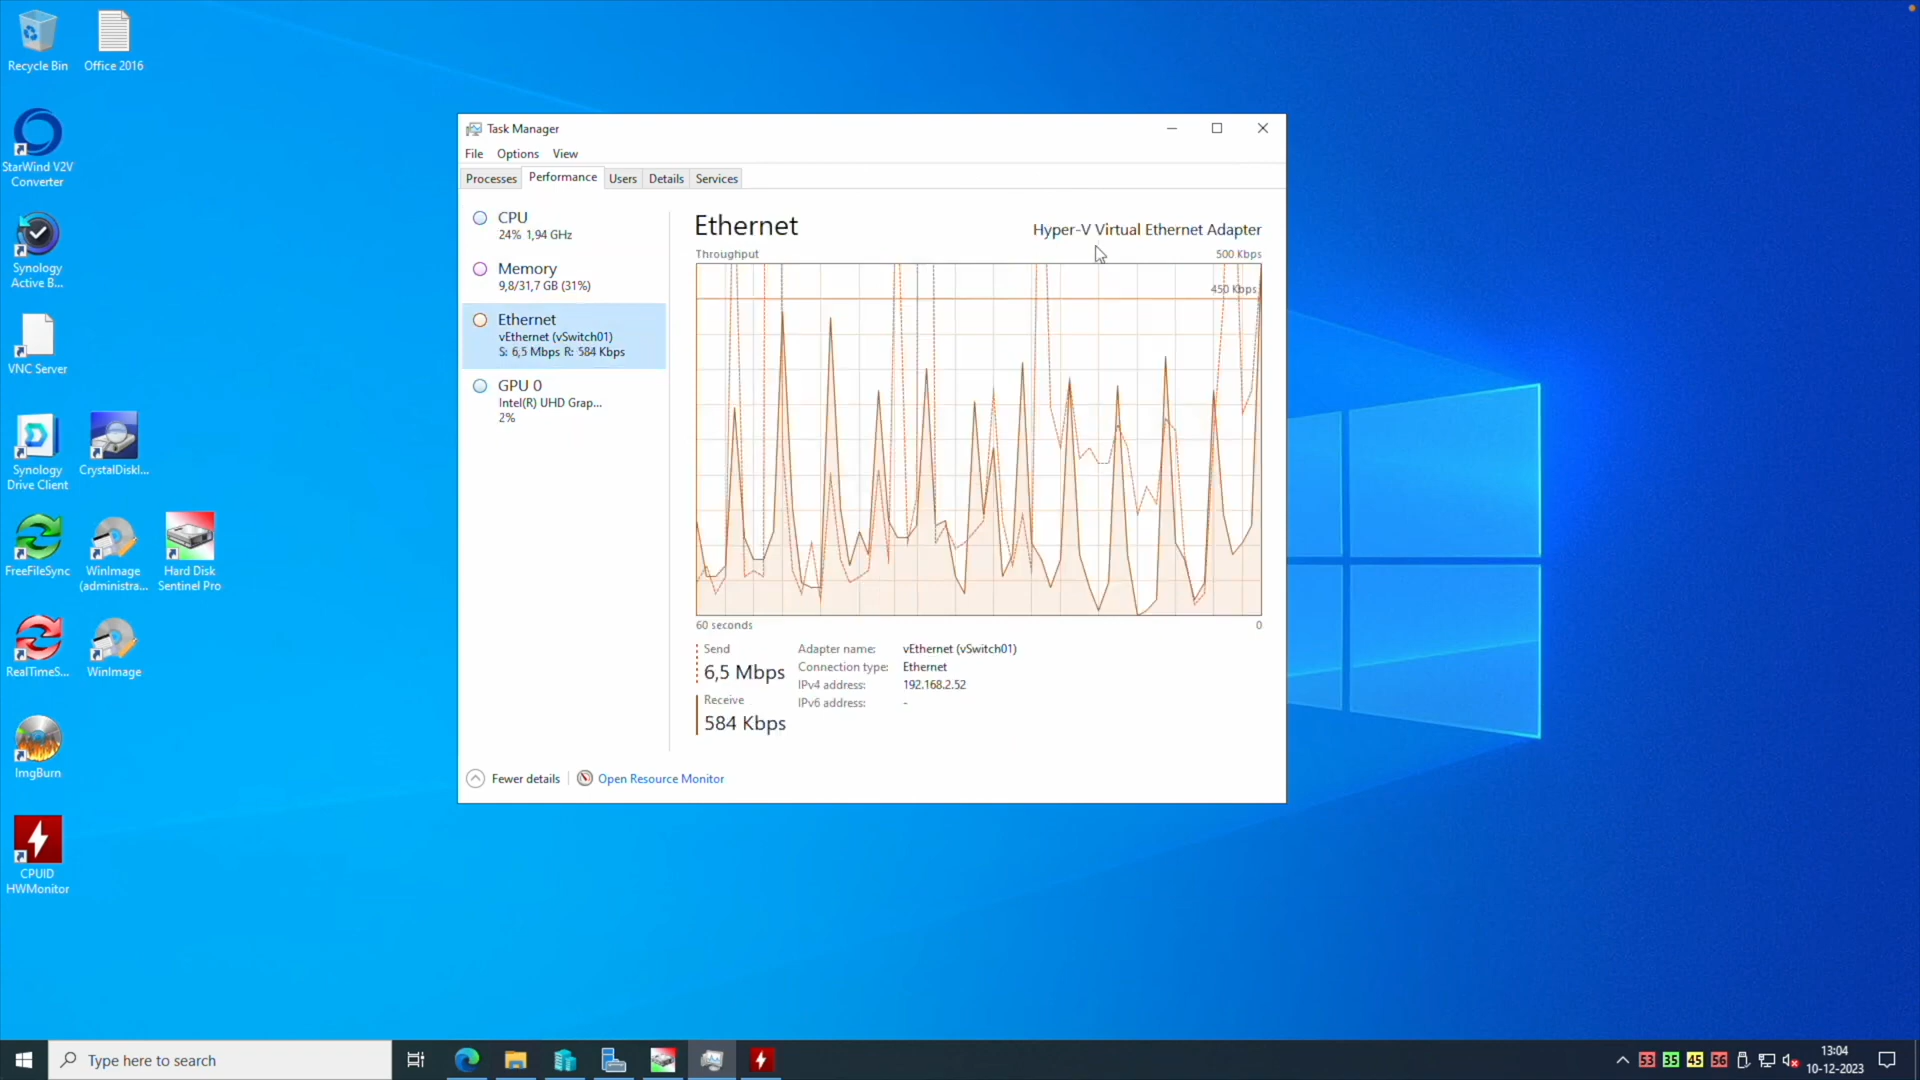 Recycle Bin
Office 2016
StarWind V2V
Converter
Synology
Active B...
VNC Server
Synology
Drive Client
CrystalDiskI...
FreeFileSync
WinImage
(administra...
Hard Disk
Sentinel Pro
RealTimeS...
WinImage
ImgBurn
CPUID
HWMonitor
Task Manager
File
Options
View
Processes
Performance
Users
Details
Services
CPU
24% 1,94 GHz
Memory
9,8/31,7 GB (31%)
Ethernet
vEthernet (vSwitch01)
S: 6,5 Mbps R: 584 Kbps
GPU 0
Intel(R) UHD Grap...
2%
Ethernet
Hyper-V Virtual Ethernet Adapter
Throughput
500 Kbps
450 Kbps
60 seconds
0
Send
6,5 Mbps
Receive
584 Kbps
Adapter name: vEthernet (vSwitch01)
Connection type: Ethernet
IPv4 address: 192.168.2.52
IPv6 address: -
Fewer details
Open Resource Monitor
Type here to search
53
35
45
56
13:04
10-12-2023